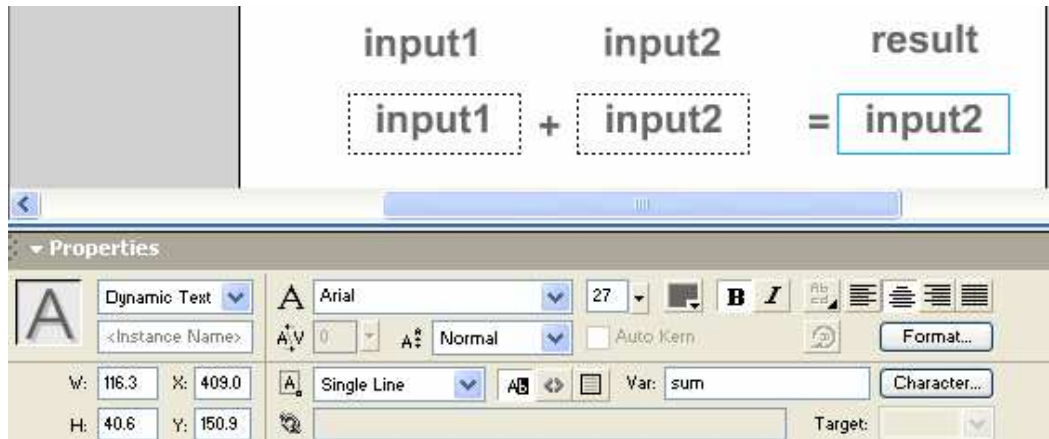 input1 input2 result
input1 + input2 = input2
Properties
A Dynamic Text A Arial 27 B I
<Instance Name> A V 0 Normal Auto Kern Format...
W: 116.3 X: 409.0 Single Line Var: sum Character...
H: 40.6 Y: 150.9 Target: